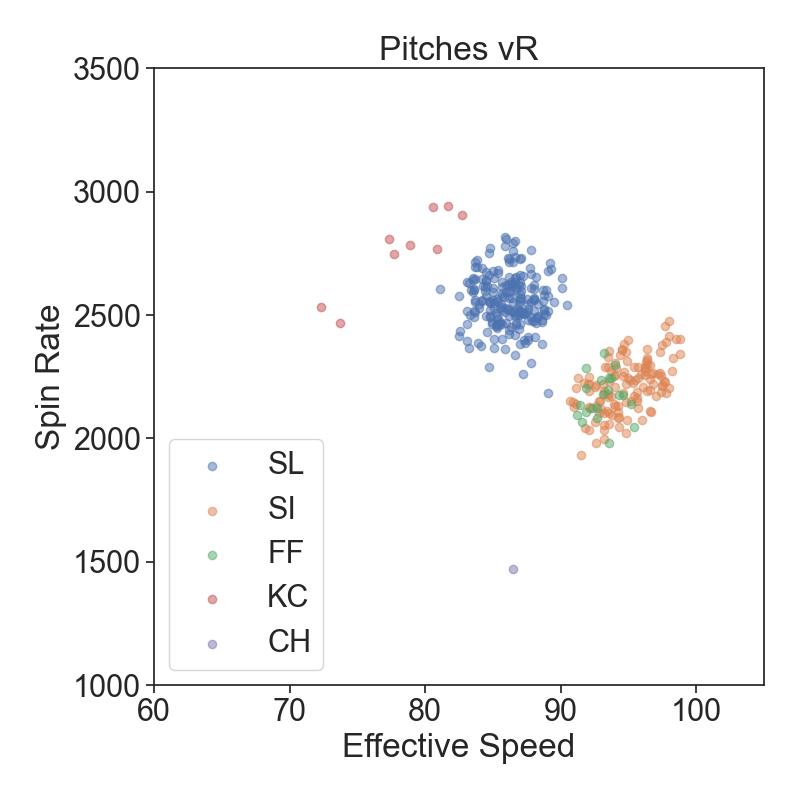 Pitches vR
3500
3000
2500
2000
1500
1000
Spin Rate
SL
SI
FF
KC
CH
60 70 80 90 100
Effective Speed